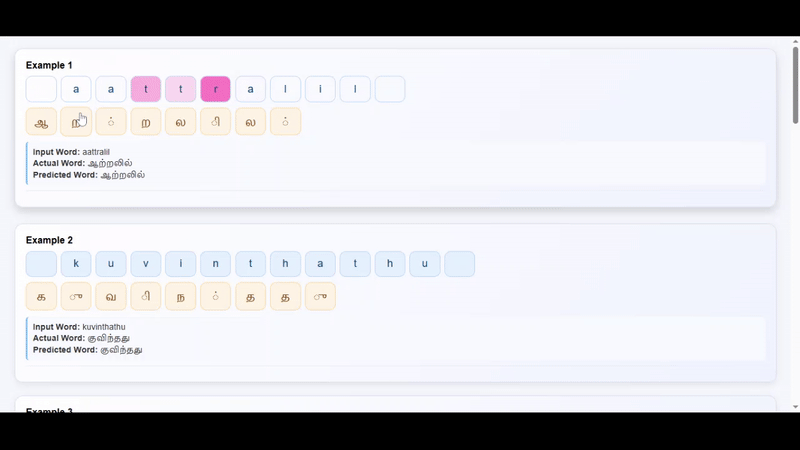 Example 1
a a t t r a l i l
ஆ ற ் ற ல ி ல ்
Input Word: aattralil
Actual Word: ஆற்றலில்
Predicted Word: ஆற்றலில்
Example 2
k u v i n t h a t h u
க ு வ ி ந ் த த ு
Input Word: kuvinthathu
Actual Word: குவிந்தது
Predicted Word: குவிந்தது
Example 3